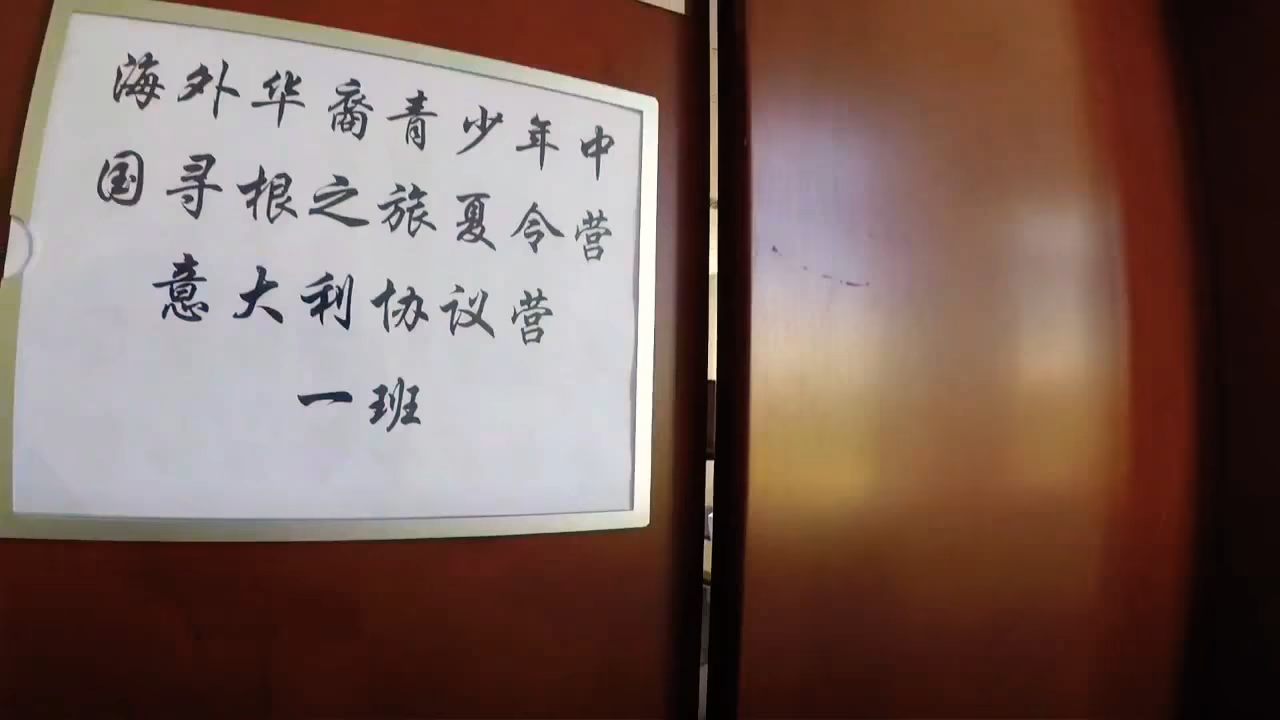 海外华裔青少年中
国寻根之旅夏令营
意大利协议营
一班